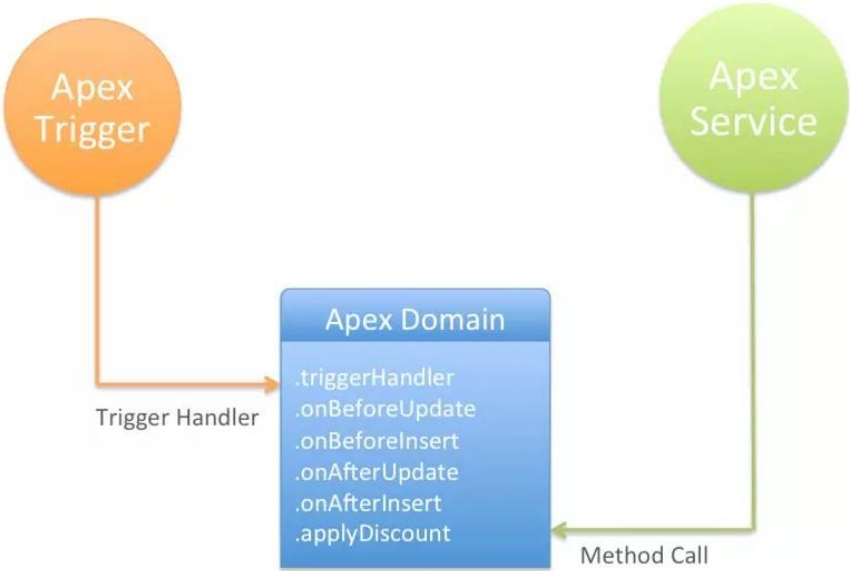 Apex
Trigger
Apex
Service
Apex Domain
.triggerHandler
.onBeforeUpdate
.onBeforeInsert
.onAfterUpdate
.onAfterInsert
.applyDiscount
Trigger Handler
Method Call